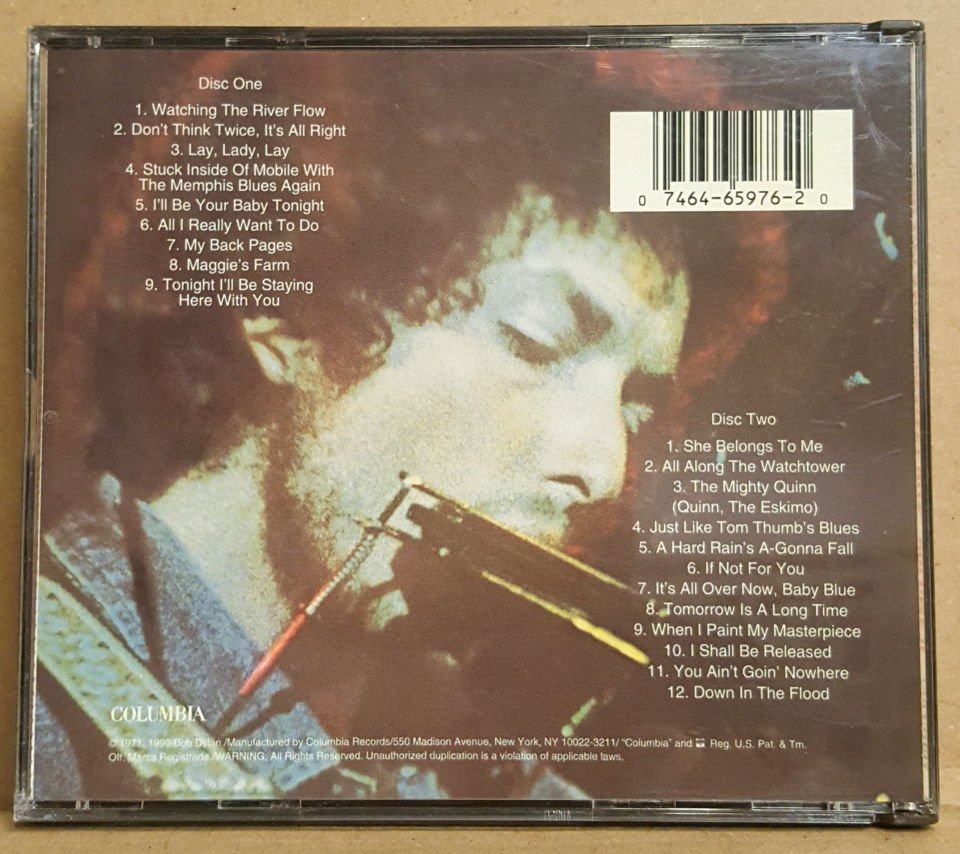 Disc One
1. Watching The River Flow
2. Don't Think Twice, It's All Right
3. Lay, Lady, Lay
4. Stuck Inside Of Mobile With
The Memphis Blues Again
5. I'll Be Your Baby Tonight
6. All I Really Want To Do
7. My Back Pages
8. Maggie's Farm
9. Tonight I'll Be Staying
Here With You
0 7464-65976-2 0
Disc Two
1. She Belongs To Me
2. All Along The Watchtower
3. The Mighty Quinn
(Quinn, The Eskimo)
4. Just Like Tom Thumb's Blues
5. A Hard Rain's A-Gonna Fall
6. If Not For You
7. It's All Over Now, Baby Blue
8. Tomorrow Is A Long Time
9. When I Paint My Masterpiece
10. I Shall Be Released
11. You Ain't Goin' Nowhere
12. Down In The Flood
COLUMBIA
© 1971, 1999 Bob Dylan./Manufactured by Columbia Records/550 Madison Avenue, New York, NY 10022-3211/ "Columbia" and Reg. U.S. Pat. & Tm.
Off. Marca Registrada./WARNING: All Rights Reserved. Unauthorized duplication is a violation of applicable laws.